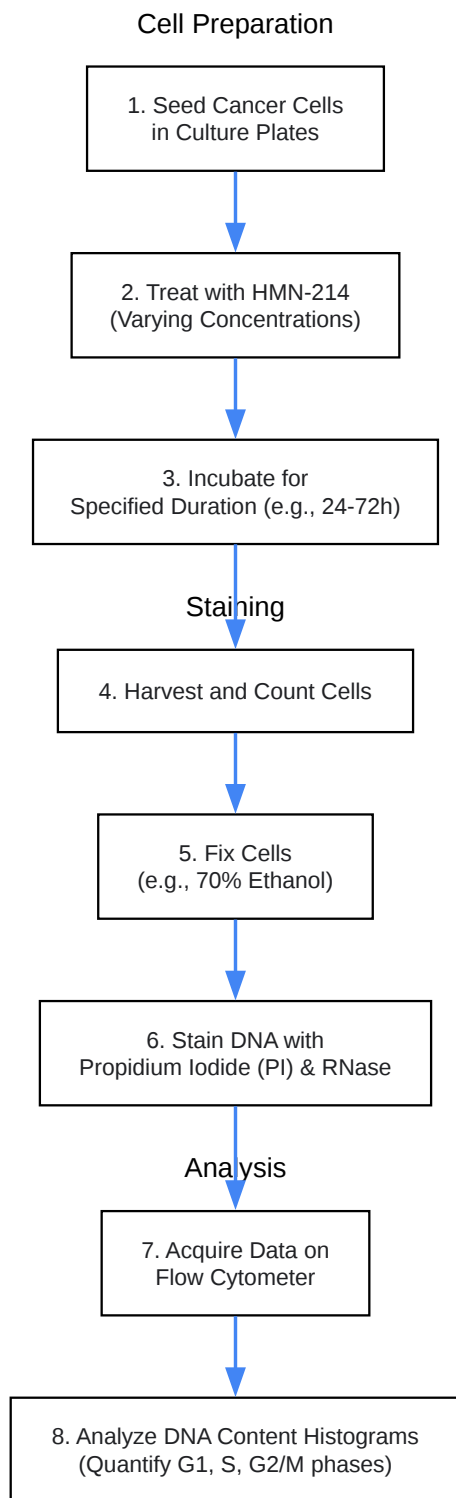 Cell Preparation
1. Seed Cancer Cells
in Culture Plates
2. Treat with HMN-214
(Varying Concentrations)
3. Incubate for
Specified Duration (e.g., 24-72h)
Staining
4. Harvest and Count Cells
5. Fix Cells
(e.g., 70% Ethanol)
6. Stain DNA with
Propidium Iodide (PI) & RNase
Analysis
7. Acquire Data on
Flow Cytometer
8. Analyze DNA Content Histograms
(Quantify G1, S, G2/M phases)